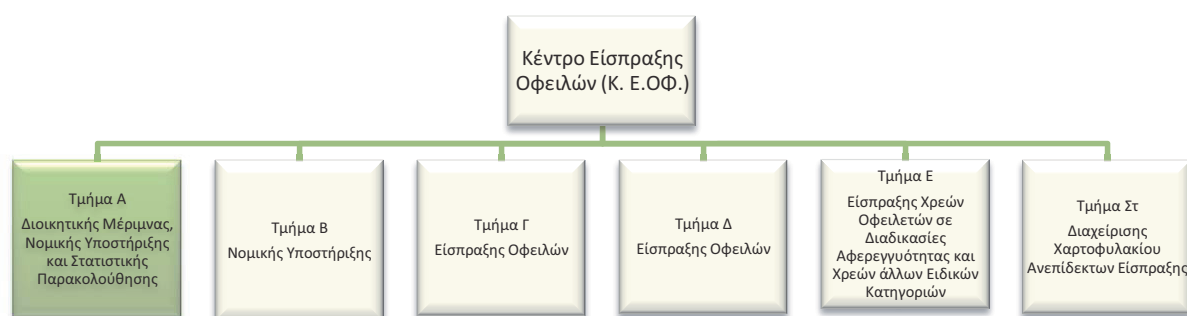 Κέντρο Είσπραξης
Οφειλών (Κ. Ε.ΟΦ.)
Τμήμα Α
Διοικητικής Μέριμνας,
Νομικής Υποστήριξης
και Στατιστικής
Παρακολούθησης
Τμήμα Β
Νομικής Υποστήριξης
Τμήμα Γ
Είσπραξης Οφειλών
Τμήμα Δ
Είσπραξης Οφειλών
Τμήμα Ε
Είσπραξης Χρεών
Οφειλετών σε
Διαδικασίες
Αφερεγγυότητας και
Χρεών άλλων Ειδικών
Κατηγοριών
Τμήμα Στ
Διαχείρισης
Χαρτοφυλακίου
Ανεπίδεκτων Είσπραξης